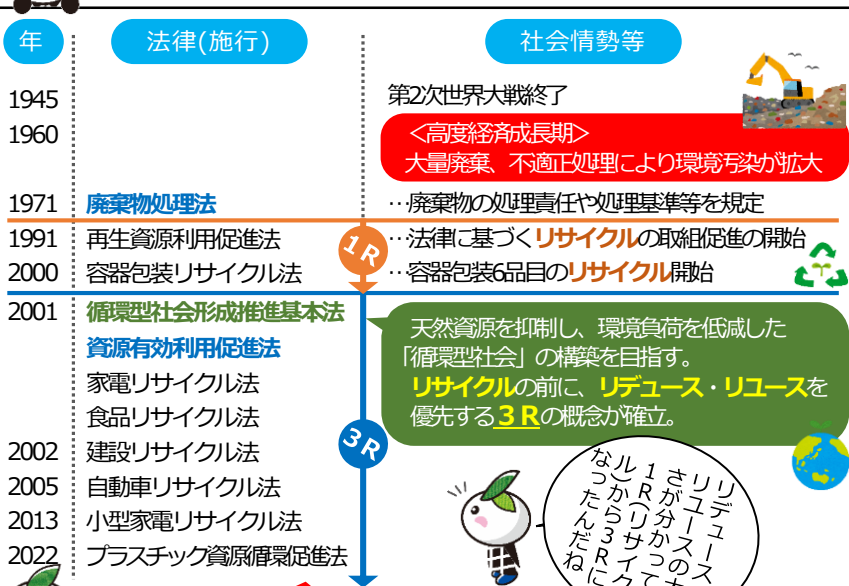 年 法律(施行) 社会情勢等
1945 第2次世界大戦終了
1960 <高度経済成長期>
大量廃棄、不適正処理により環境汚染が拡大
1971 廃棄物処理法 ‥廃棄物の処理責任や処理基準等を規定
1991 再生資源利用促進法 ‥法律に基づくリサイクルの取組促進の開始
1R
2000 容器包装リサイクル法 ‥容器包装6品目のリサイクル開始
2001 循環型社会形成推進基本法
資源有効利用促進法
家電リサイクル法
食品リサイクル法
天然資源を抑制し、環境負荷を低減した
「循環型社会」の構築を目指す。
リサイクルの前に、リデュース・リユースを
優先する３Rの概念が確立。
3R
2002 建設リサイクル法
2005 自動車リサイクル法
2013 小型家電リサイクル法
2022 プラスチック資源循環促進法
リデュース
リユースの
さが分かって
1R(リサイク
ル)から3Rに
なったんだね